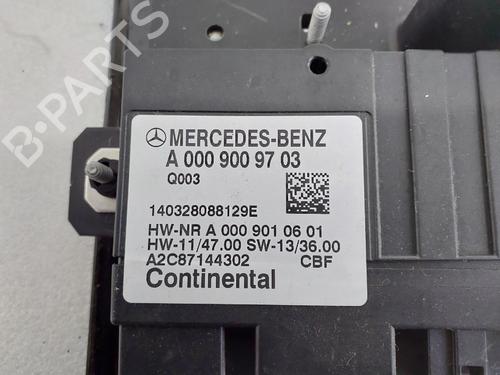 B-PARTS
MERCEDES-BENZ
A 000 900 97 03
Q003
140328088129E
HW-NR A 000 901 06 01
HW-11/47.00 SW-13/36.00
A2C87144302 CBF
Continental